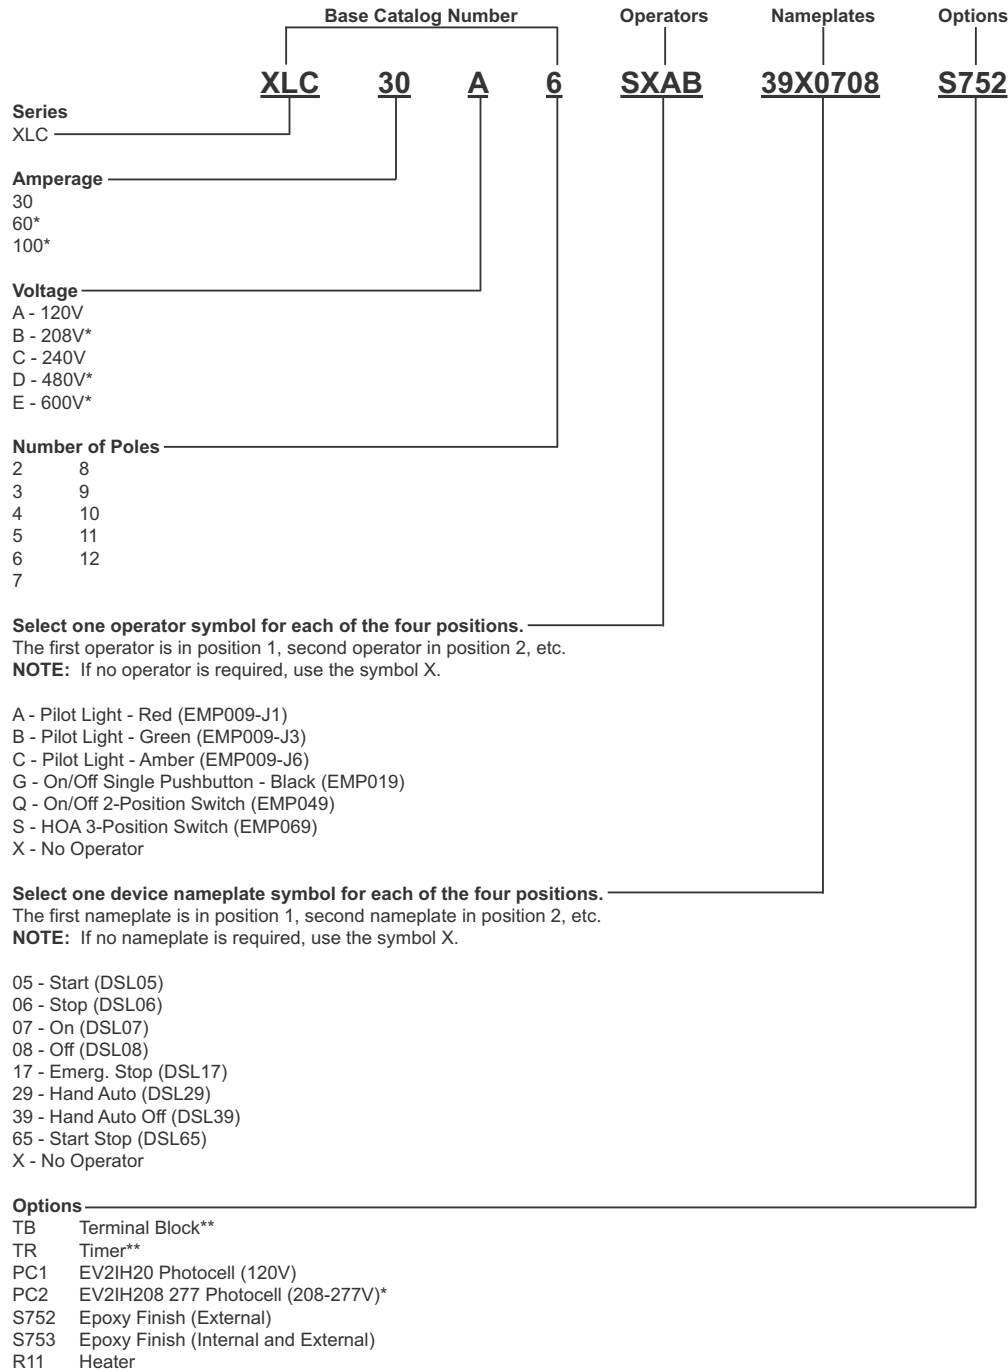 Base Catalog Number Operators Nameplates Options
XLC 30 A 6 SXAB 39X0708 S752
Series
XLC
Amperage
30
60*
100*
Voltage
A - 120V
B - 208V*
C - 240V
D - 480V*
E - 600V*
Number of Poles
2 8
3 9
4 10
5 11
6 12
7
Select one operator symbol for each of the four positions.
The first operator is in position 1, second operator in position 2, etc.
NOTE: If no operator is required, use the symbol X.
A - Pilot Light - Red (EMP009-J1)
B - Pilot Light - Green (EMP009-J3)
C - Pilot Light - Amber (EMP009-J6)
G - On/Off Single Pushbutton - Black (EMP019)
Q - On/Off 2-Position Switch (EMP049)
S - HOA 3-Position Switch (EMP069)
X - No Operator
Select one device nameplate symbol for each of the four positions.
The first nameplate is in position 1, second nameplate in position 2, etc.
NOTE: If no nameplate is required, use the symbol X.
05 - Start (DSL05)
06 - Stop (DSL06)
07 - On (DSL07)
08 - Off (DSL08)
17 - Emerg. Stop (DSL17)
29 - Hand Auto (DSL29)
39 - Hand Auto Off (DSL39)
65 - Start Stop (DSL65)
X - No Operator
Options
TB Terminal Block**
TR Timer**
PC1 EV2IH20 Photocell (120V)
PC2 EV2IH208 277 Photocell (208-277V)*
S752 Epoxy Finish (External)
S753 Epoxy Finish (Internal and External)
R11 Heater